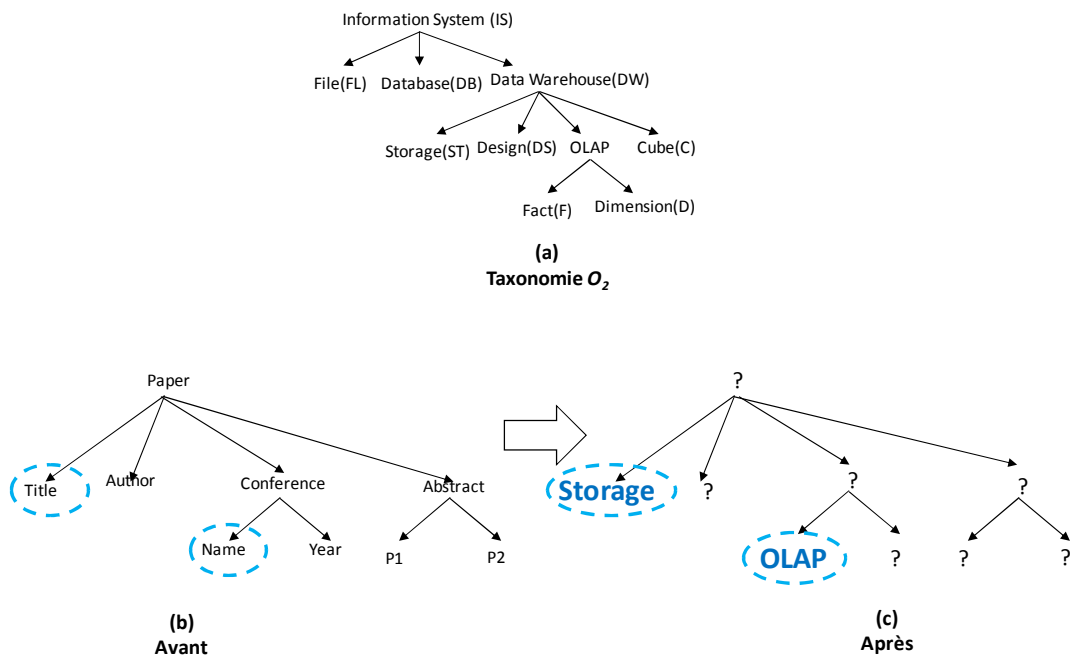 Information System (IS)
File(FL) Database(DB) Data Warehouse(DW)
Storage(ST) Design(DS) OLAP Cube(C)
Fact(F) Dimension(D)
(a)
Taxonomie O2
Paper
Title Author Conference Abstract
Name Year P1 P2
(b)
Avant
?
Storage ? ? ?
OLAP ? ? ?
(c)
Après